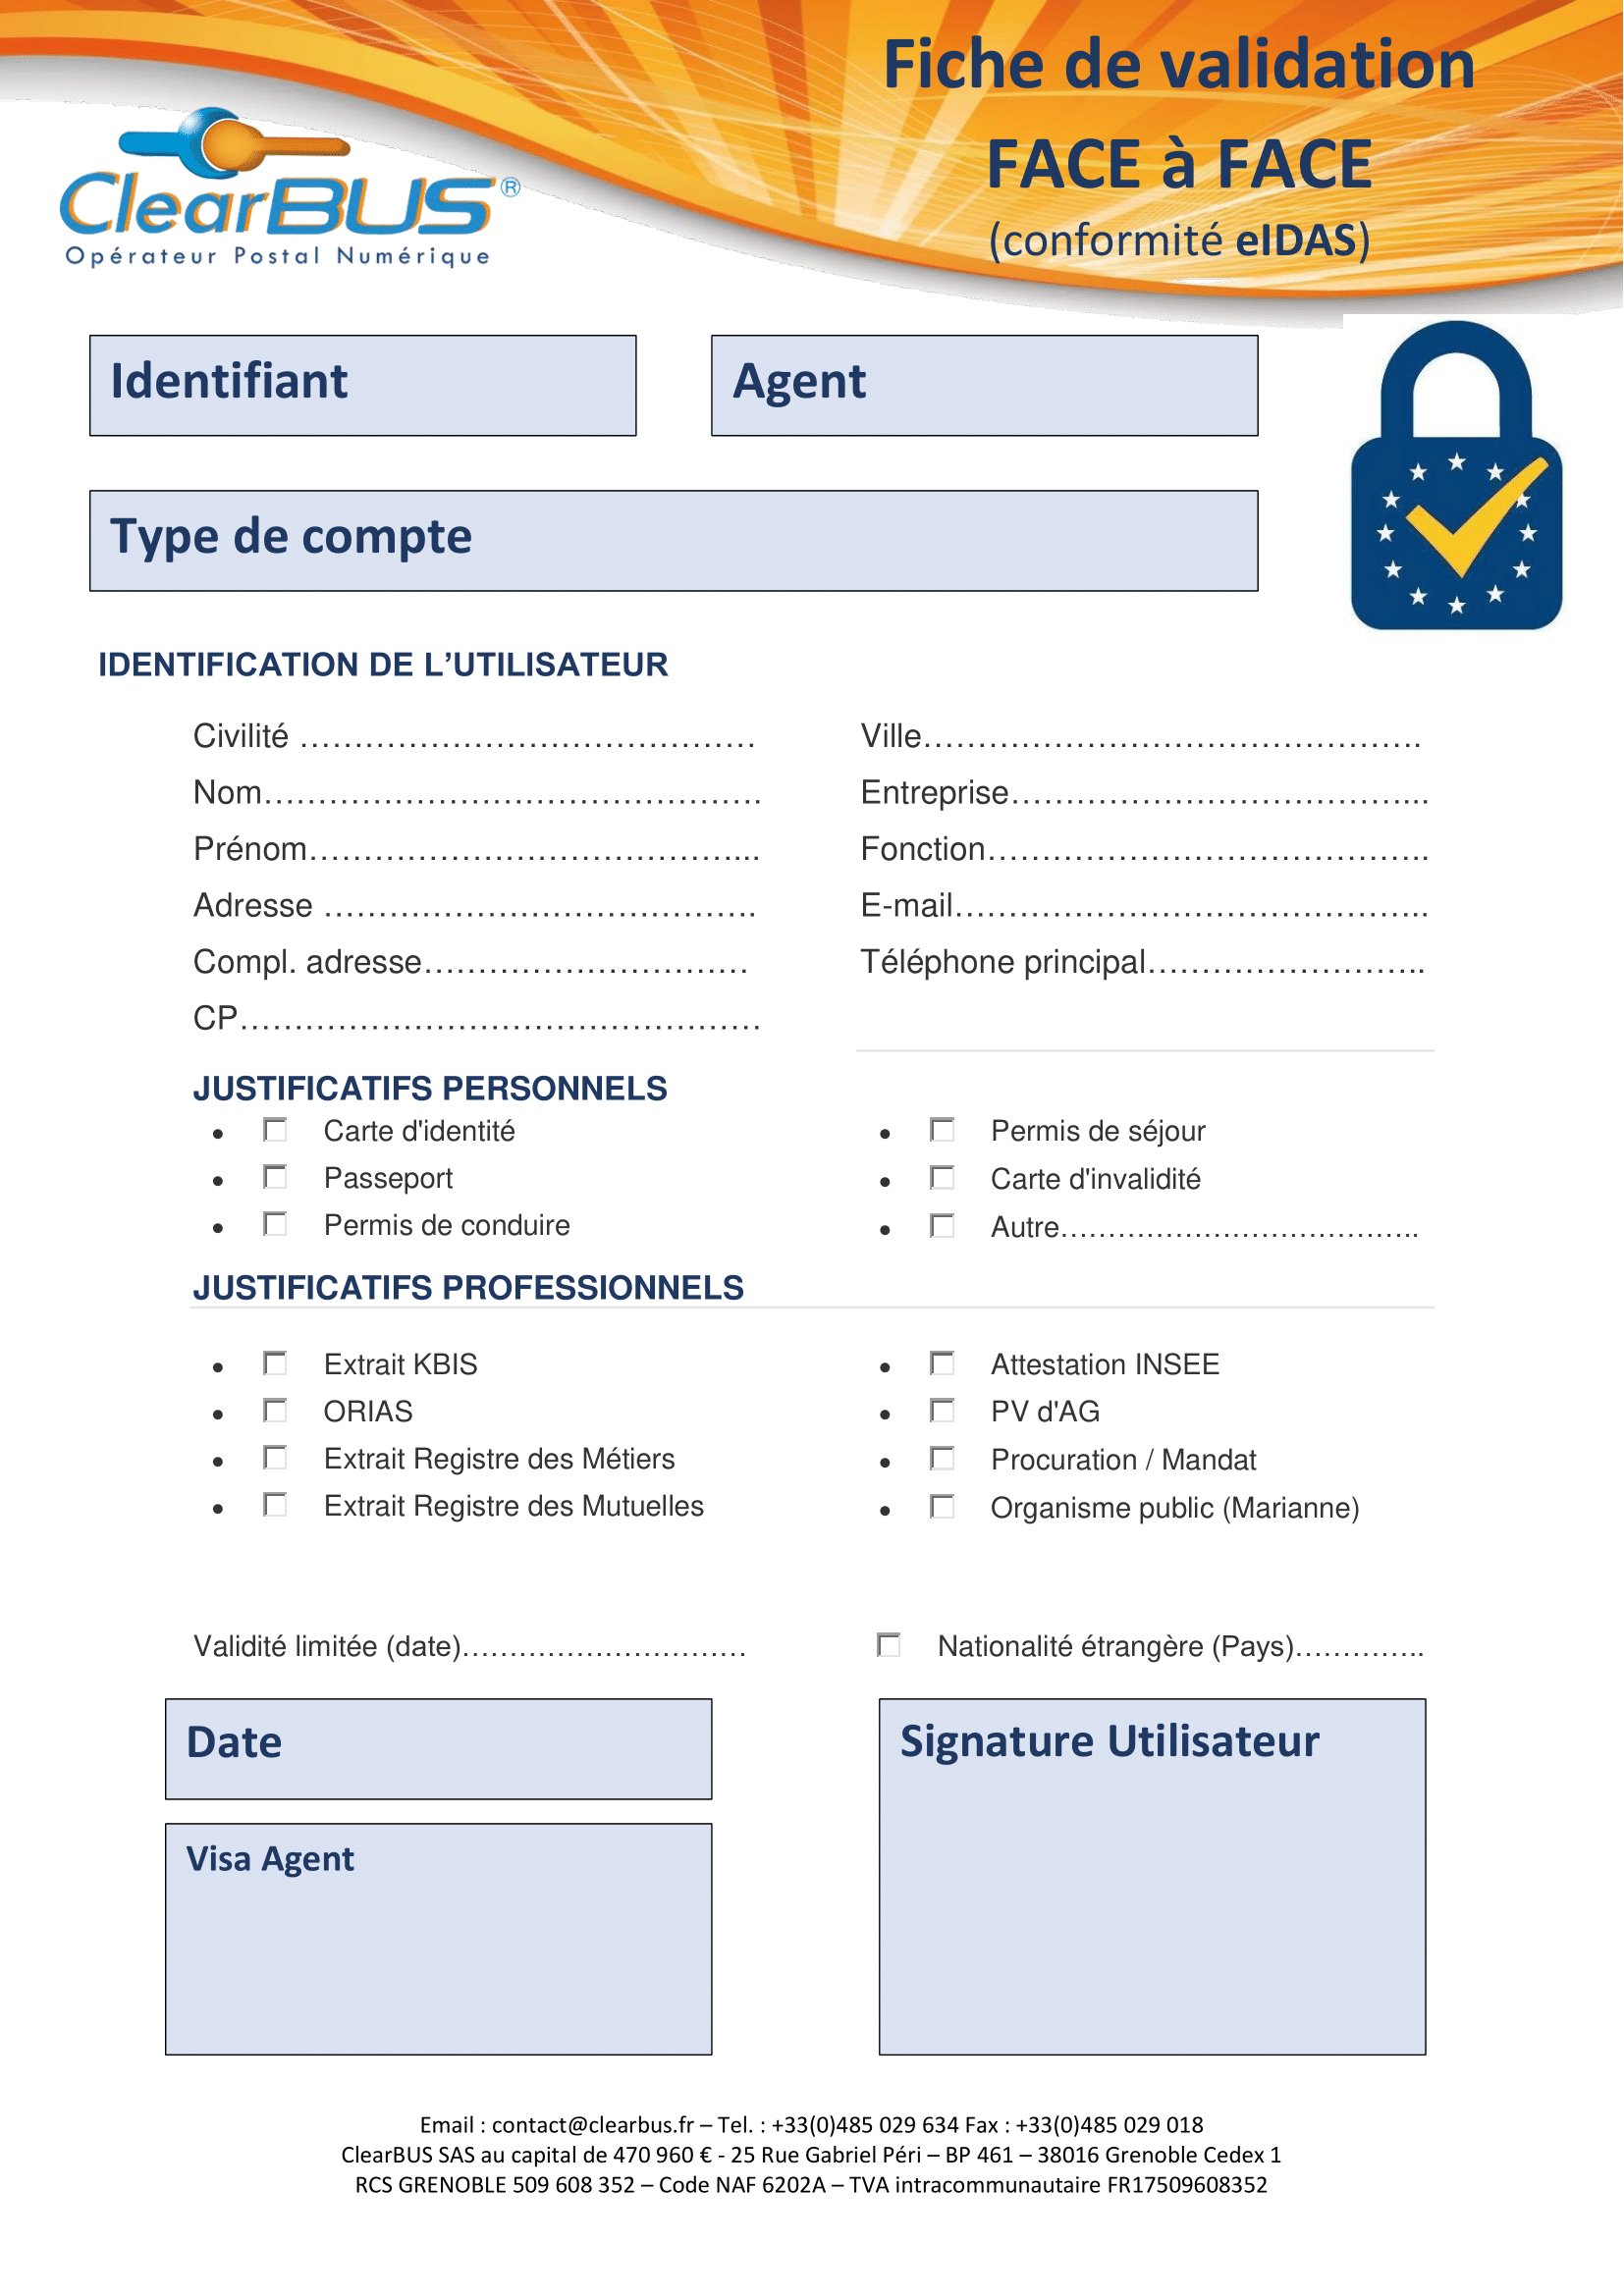 Fiche de validation
FACE à FACE
(conformité eIDAS)
ClearBUS®
Opérateur Postal Numérique
Identifiant
Agent
Type de compte
IDENTIFICATION DE L’UTILISATEUR
Civilité ……………………………………
Nom……………………………………….
Prénom…………………………………....
Adresse ………………………………….
Compl. adresse…………………………
CP…………………………………………
Ville……………………………………….
Entreprise………………………………....
Fonction…………………………………..
E-mail……………………………………..
Téléphone principal……………………..
JUSTIFICATIFS PERSONNELS
• Carte d'identité
• Passeport
• Permis de conduire
• Permis de séjour
• Carte d'invalidité
• Autre………………………………..
JUSTIFICATIFS PROFESSIONNELS
• Extrait KBIS
• ORIAS
• Extrait Registre des Métiers
• Extrait Registre des Mutuelles
• Attestation INSEE
• PV d'AG
• Procuration / Mandat
• Organisme public (Marianne)
Validité limitée (date)…………………………
Nationalité étrangère (Pays)…………..
Date
Visa Agent
Signature Utilisateur
Email : contact@clearbus.fr – Tel. : +33(0)485 029 634 Fax : +33(0)485 029 018
ClearBUS SAS au capital de 470 960 € - 25 Rue Gabriel Péri – BP 461 – 38016 Grenoble Cedex 1
RCS GRENOBLE 509 608 352 – Code NAF 6202A – TVA intracommunautaire FR17509608352